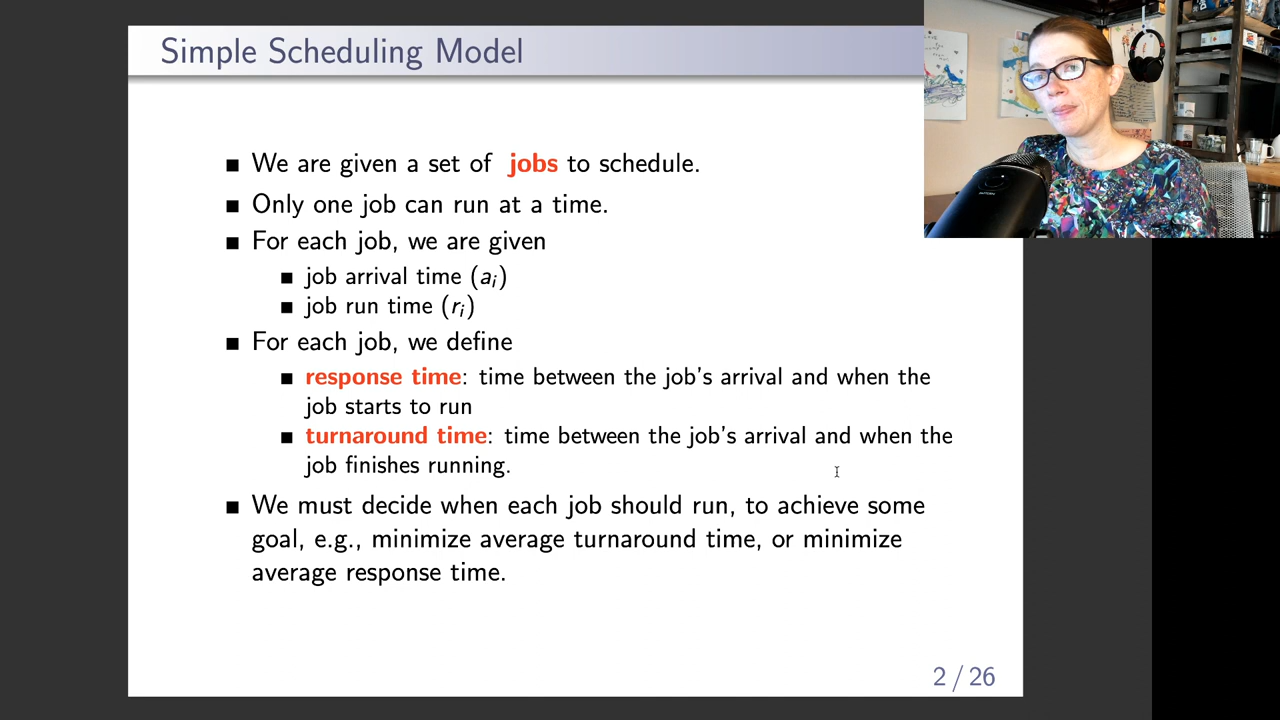 Simple Scheduling Model
We are given a set of jobs to schedule.
Only one job can run at a time.
For each job, we are given
job arrival time (aᵢ)
job run time (rᵢ)
For each job, we define
response time: time between the job's arrival and when the
job starts to run
turnaround time: time between the job's arrival and when the
job finishes running.
We must decide when each job should run, to achieve some
goal, e.g., minimize average turnaround time, or minimize
average response time.
2 / 26